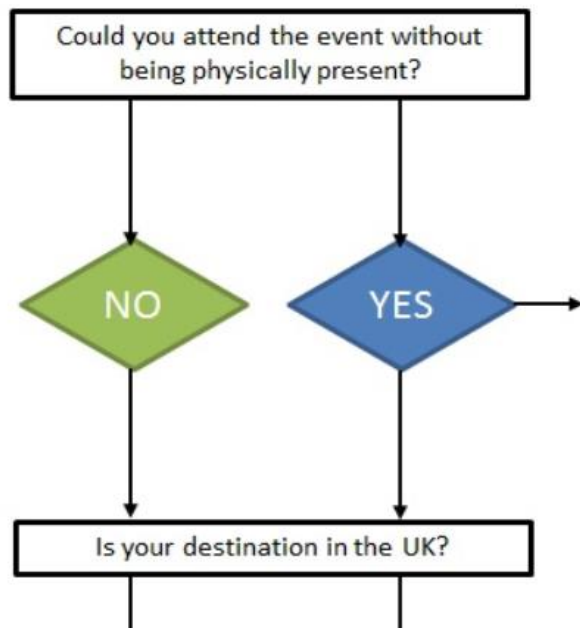 Could you attend the event without
being physically present?
NO
YES
Is your destination in the UK?